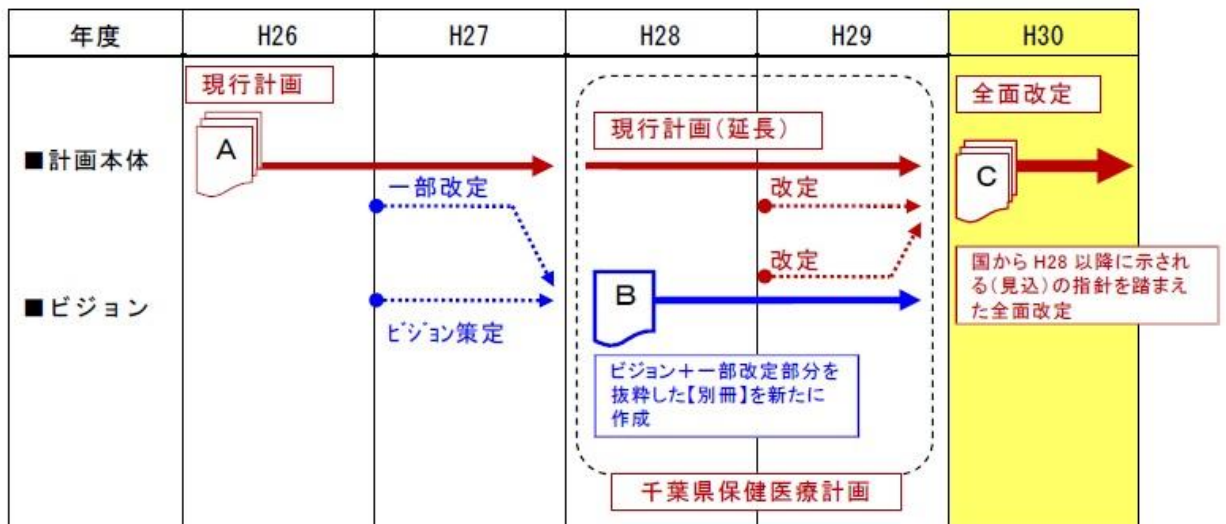 年度 H26 H27 H28 H29 H30
現行計画
全面改定
現行計画(延長)
■計画本体
A
C
一部改定
改定
改定
■ビジョン
B
ﾋﾞｼﾞｮﾝ策定
国から H28 以降に示され
る(見込)の指針を踏まえ
た全面改定
ビジョン+一部改定部分を
抜粋した【別冊】を新たに
作成
千葉県保健医療計画